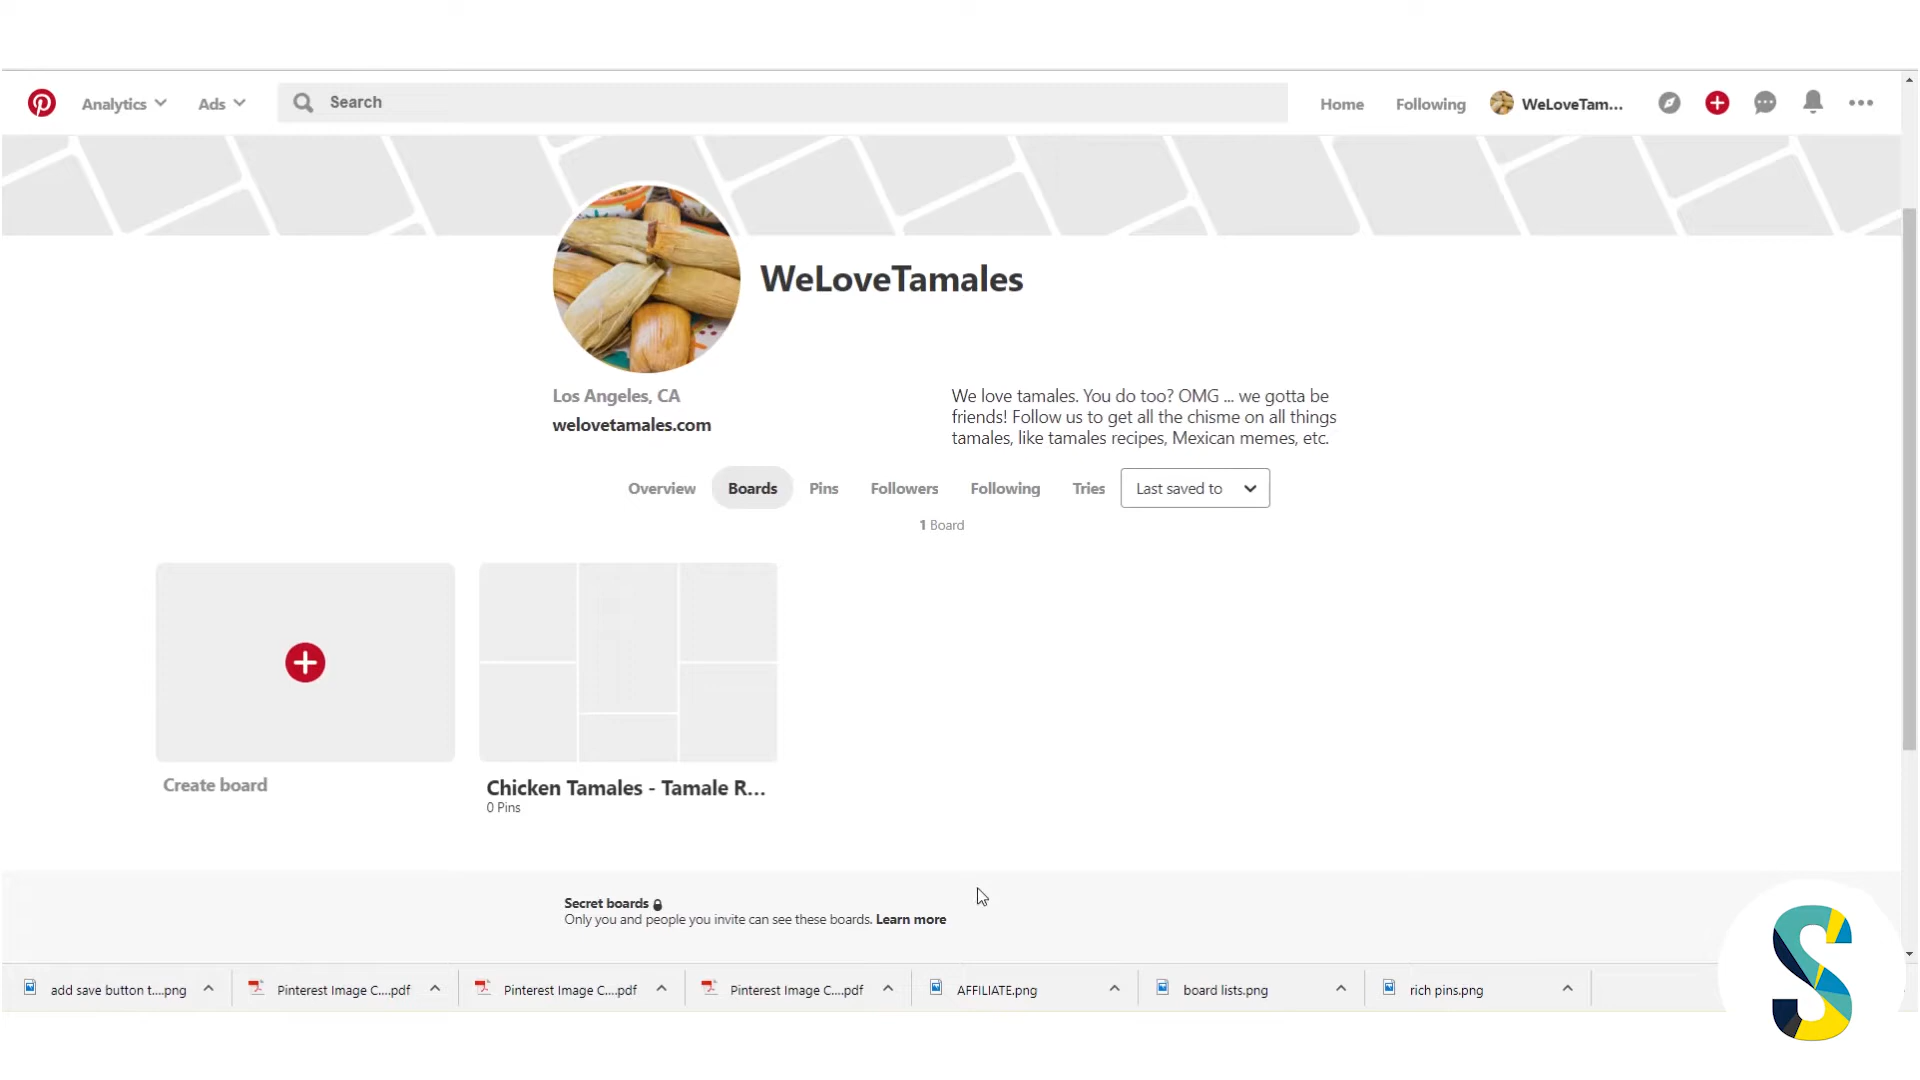 Analytics
Ads
Search
Home
Following
WeLoveTam...
WeLoveTamales
Los Angeles, CA
welovetamales.com
We love tamales. You do too? OMG ... we gotta be
friends! Follow us to get all the chisme on all things
tamales, like tamales recipes, Mexican memes, etc.
Overview
Boards
Pins
Followers
Following
Tries
Last saved to
1 Board
Create board
Chicken Tamales - Tamale R...
0 Pins
Secret boards
Only you and people you invite can see these boards. Learn more
add save button t....png
Pinterest Image C....pdf
Pinterest Image C....pdf
Pinterest Image C....pdf
AFFILIATE.png
board lists.png
rich pins.png
S